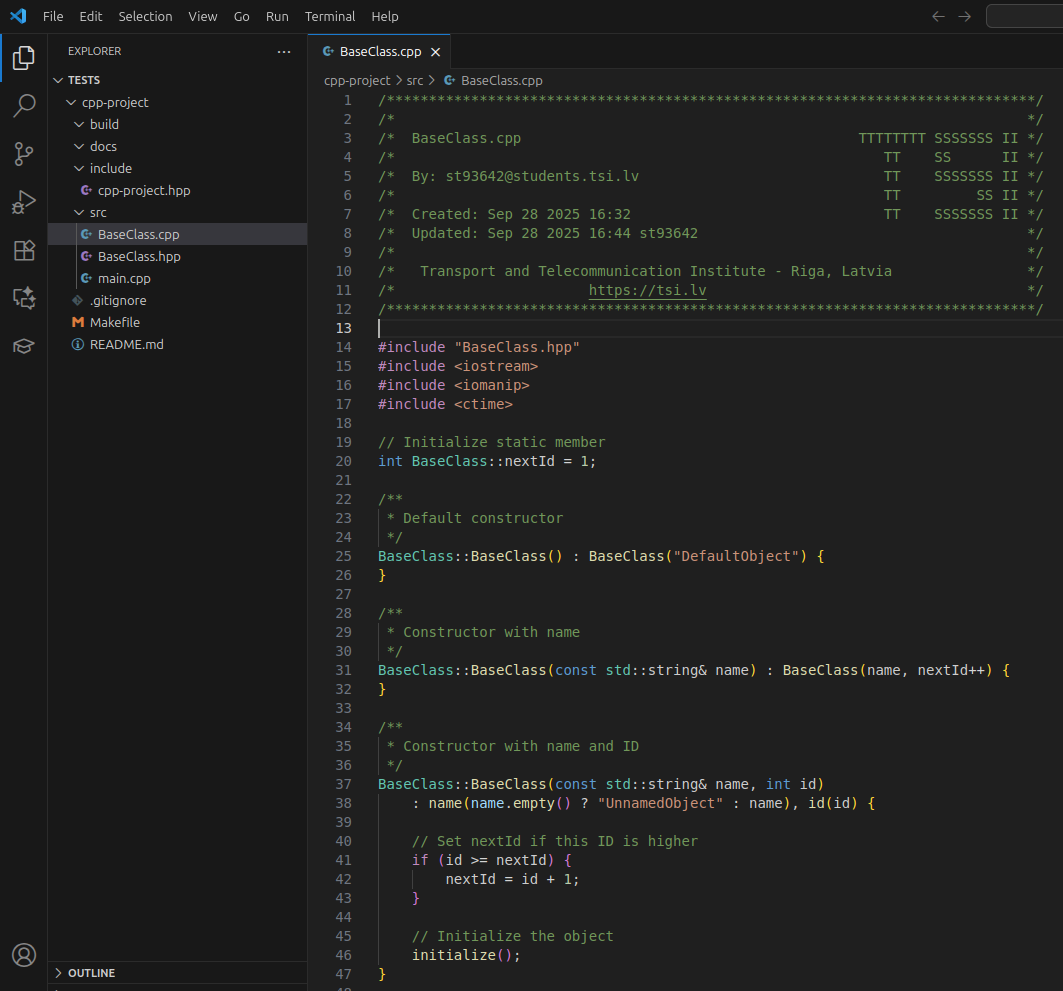 File Edit Selection View Go Run Terminal Help
EXPLORER ...
TESTS
cpp-project
build
docs
include
cpp-project.hpp
src
BaseClass.cpp
BaseClass.hpp
main.cpp
.gitignore
Makefile
README.md
OUTLINE
BaseClass.cpp
cpp-project > src > BaseClass.cpp
1 /*****************************************************************************/
2 /*                                                                           */
3 /*  BaseClass.cpp                                        TTTTTTTT SSSSSSS II */
4 /*                                                          TT    SS      II */
5 /*  By: st93642@students.tsi.lv                             TT    SSSSSSS II */
6 /*                                                          TT         SS II */
7 /*  Created: Sep 28 2025 16:32                              TT    SSSSSSS II */
8 /*  Updated: Sep 28 2025 16:44 st93642                                       */
9 /*                                                                           */
10 /*   Transport and Telecommunication Institute - Riga, Latvia                */
11 /*                       https://tsi.lv                                      */
12 /*****************************************************************************/
13
14 #include "BaseClass.hpp"
15 #include <iostream>
16 #include <iomanip>
17 #include <ctime>
18
19 // Initialize static member
20 int BaseClass::nextId = 1;
21
22 /**
23  * Default constructor
24  */
25 BaseClass::BaseClass() : BaseClass("DefaultObject") {
26 }
27
28 /**
29  * Constructor with name
30  */
31 BaseClass::BaseClass(const std::string& name) : BaseClass(name, nextId++) {
32 }
33
34 /**
35  * Constructor with name and ID
36  */
37 BaseClass::BaseClass(const std::string& name, int id)
38     : name(name.empty() ? "UnnamedObject" : name), id(id) {
39
40     // Set nextId if this ID is higher
41     if (id >= nextId) {
42         nextId = id + 1;
43     }
44
45     // Initialize the object
46     initialize();
47 }